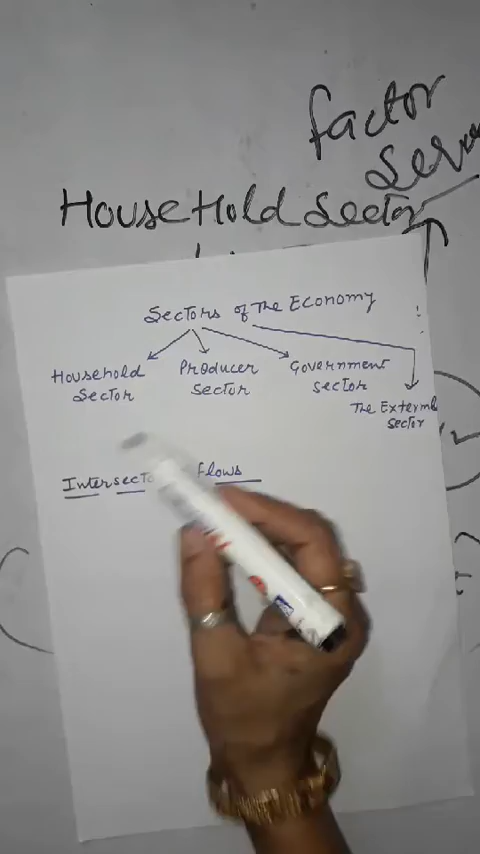 factor
HouseHold Sector
Sectors of The Economy
Household Sector
Producer Sector
Government Sector
The External Sector
flows